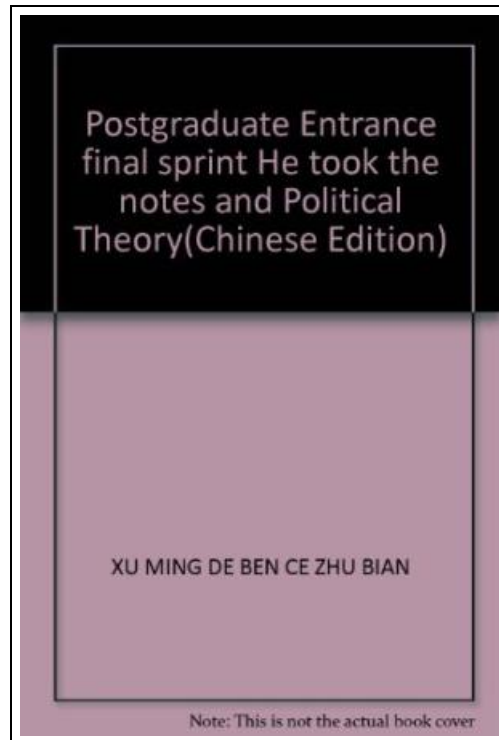 Postgraduate Entrance
final sprint He took the
notes and Political
Theory(Chinese Edition)
XU MING DE BEN CE ZHU BIAN
Note: This is not the actual book cover